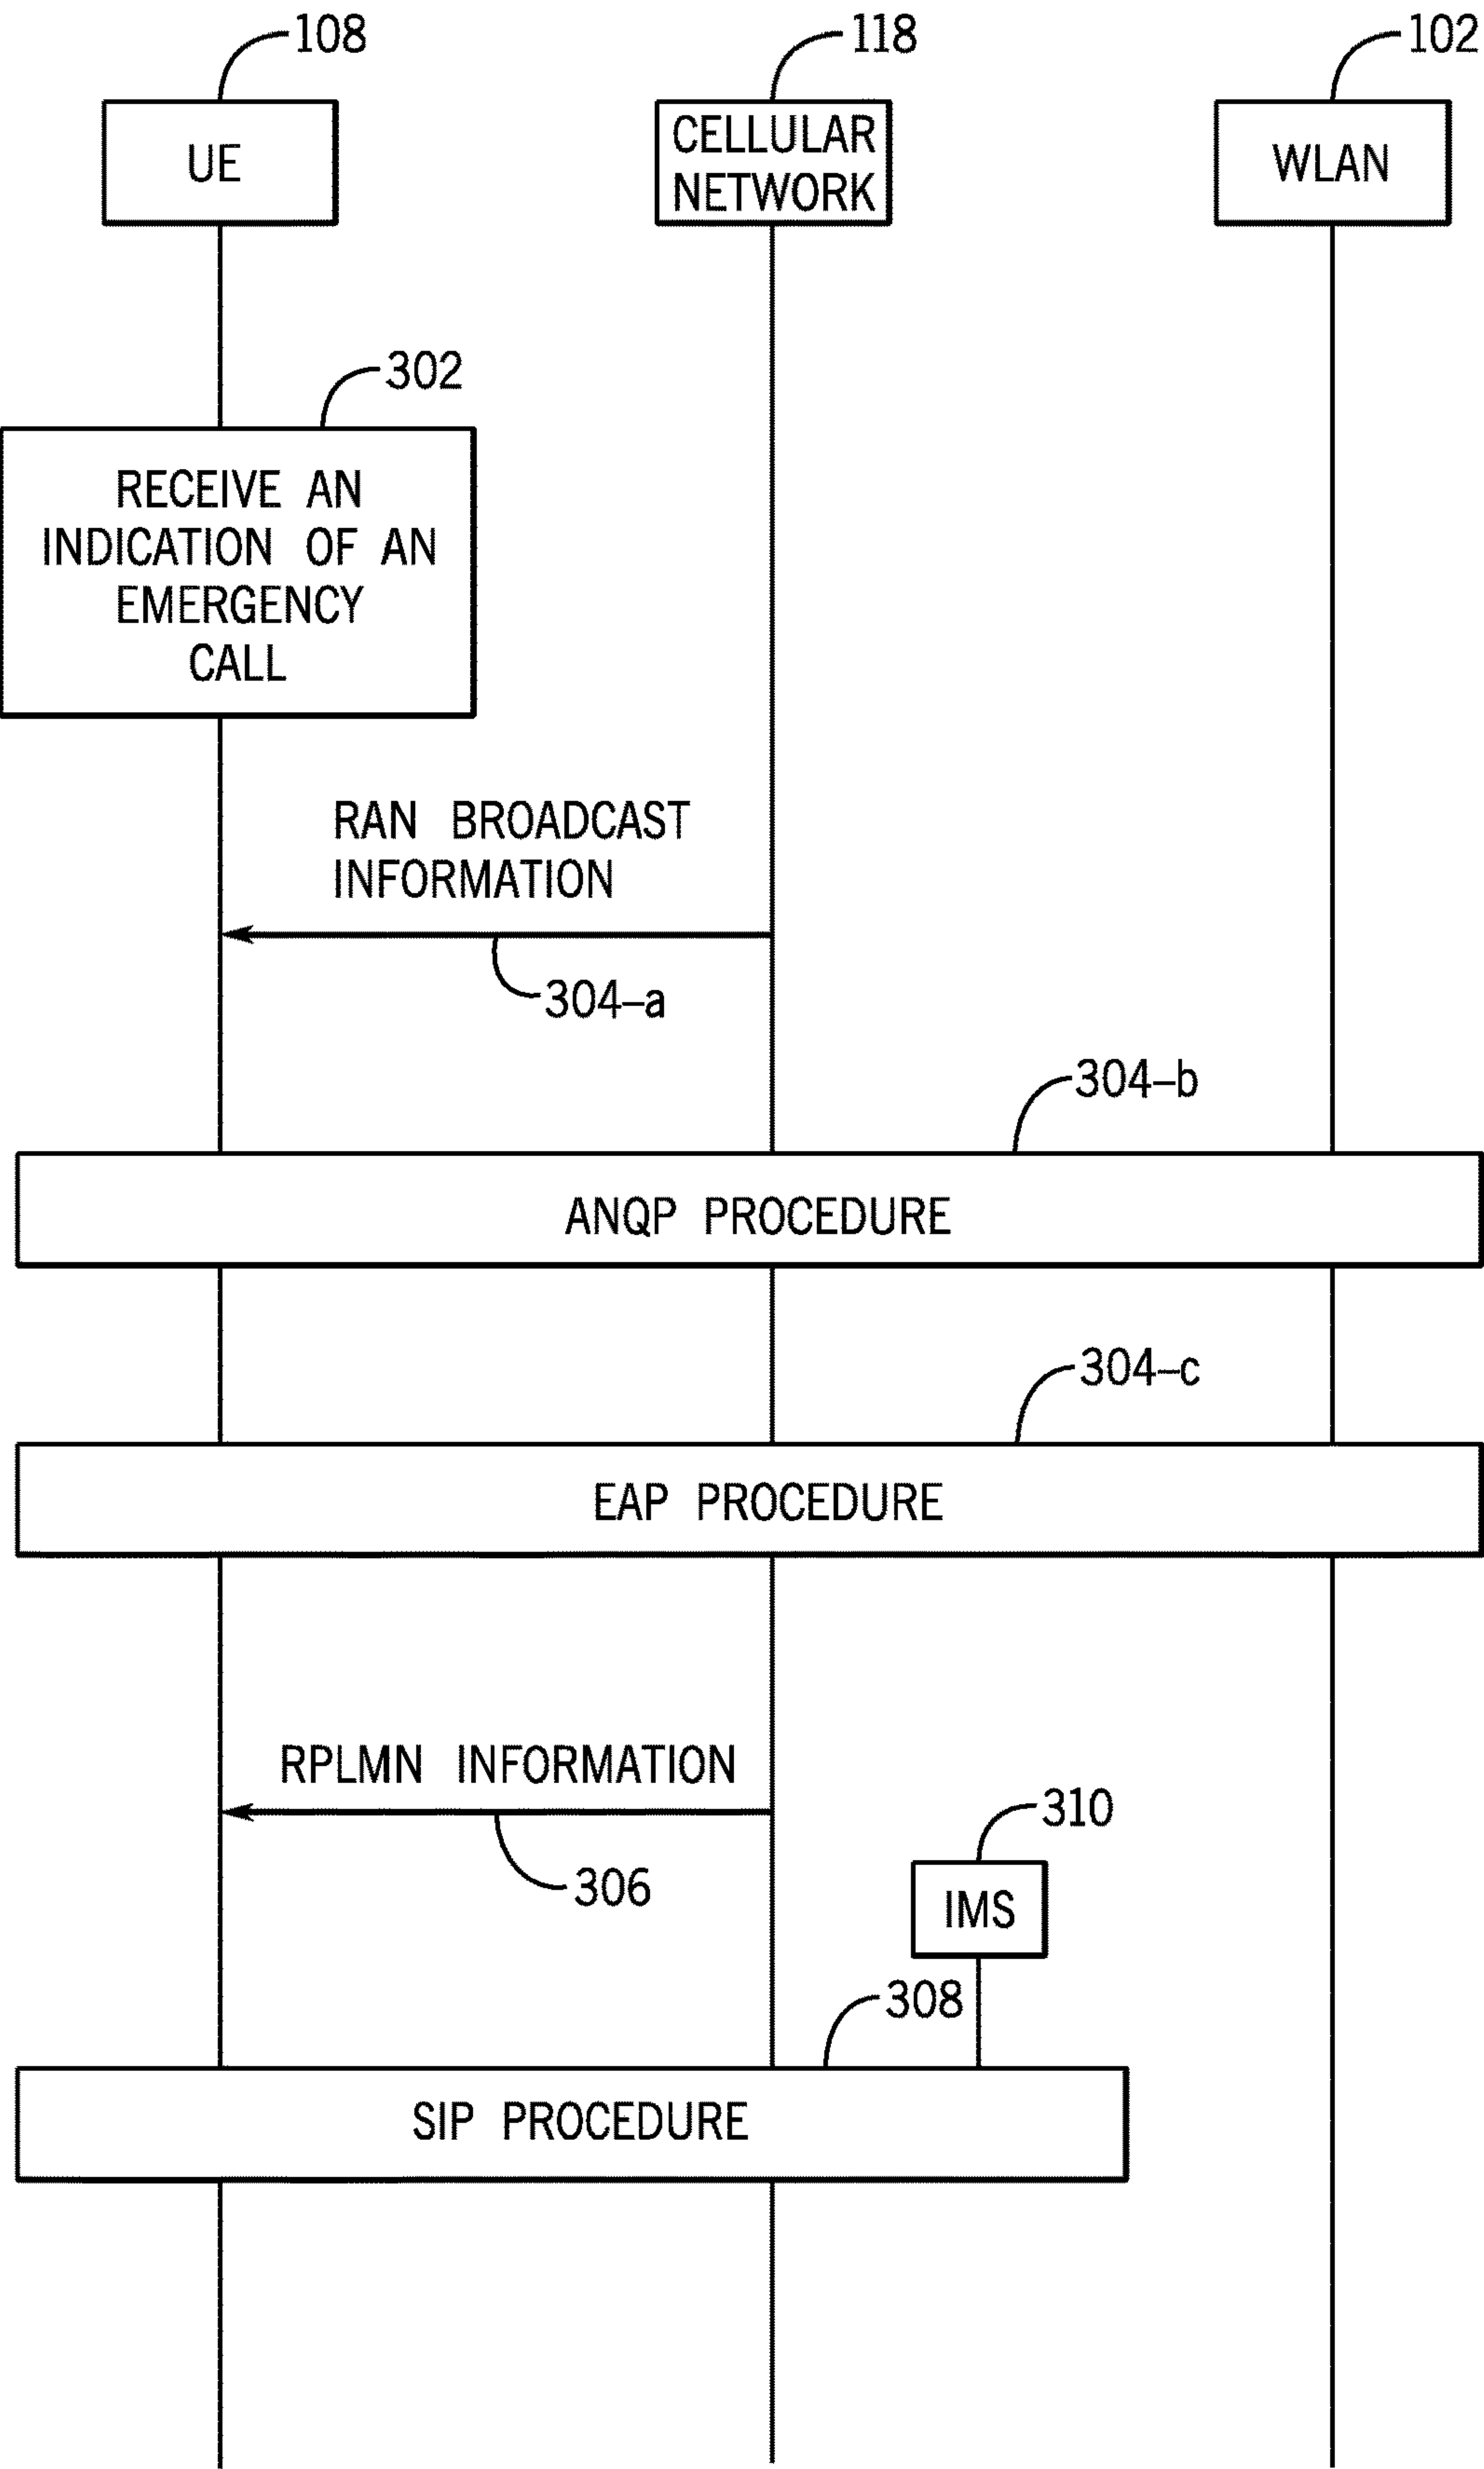 108
118
102
UE
CELLULAR
NETWORK
WLAN
302
RECEIVE AN
INDICATION OF AN
EMERGENCY
CALL
RAN BROADCAST
INFORMATION
304-a
304-b
ANQP PROCEDURE
304-c
EAP PROCEDURE
RPLMN INFORMATION
310
306
IMS
308
SIP PROCEDURE